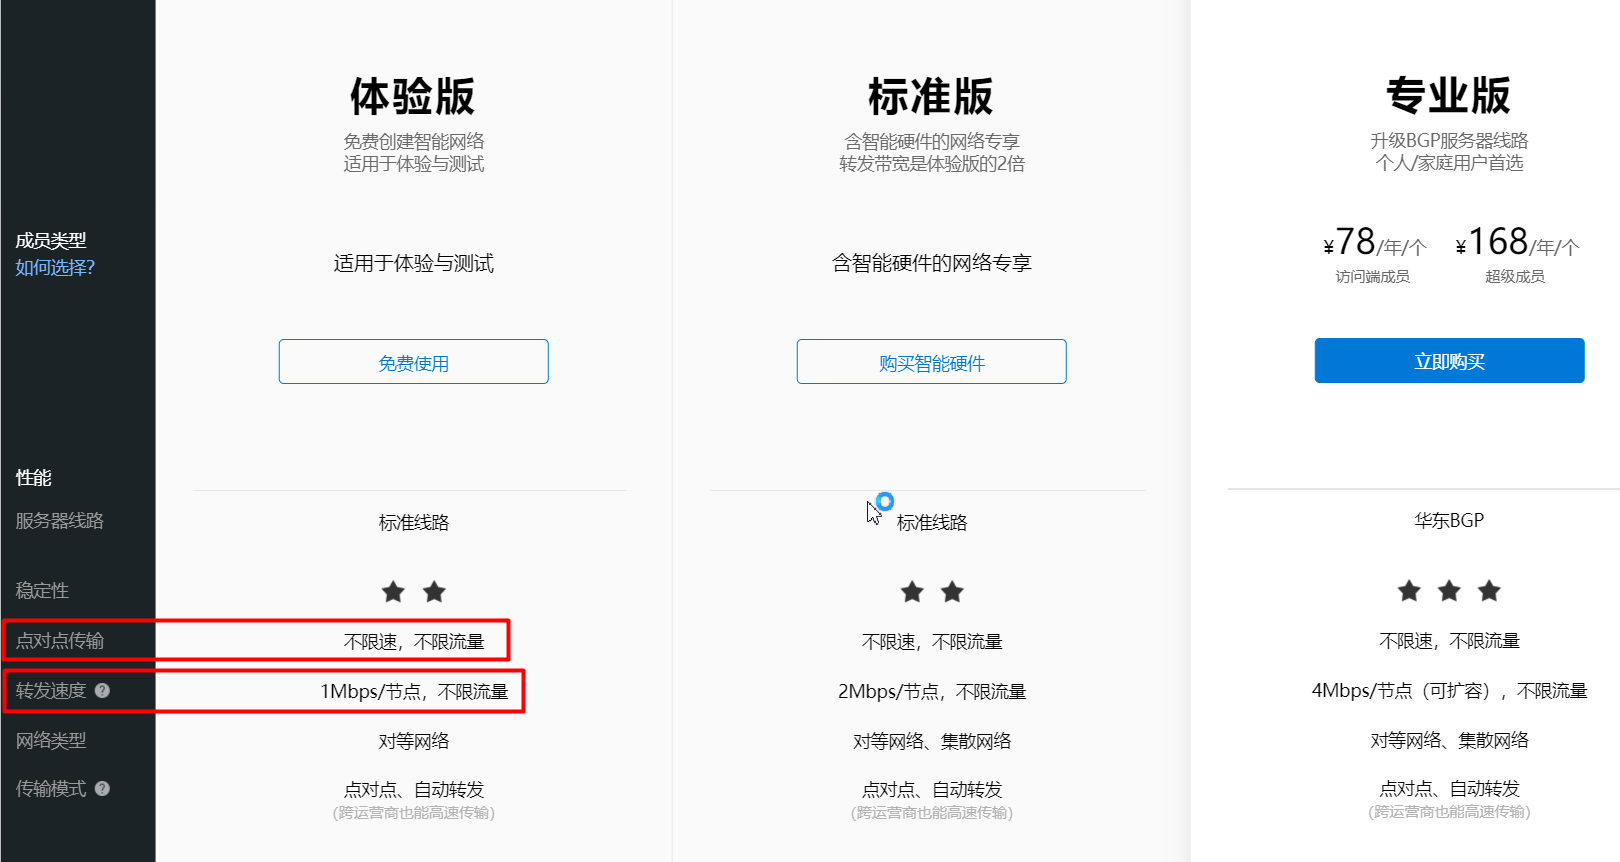 体验版
免费创建智能网络
适用于体验与测试
标准版
含智能硬件的网络专享
转发带宽是体验版的2倍
专业版
升级BGP服务器线路
个人/家庭用户首选
成员类型
如何选择?
适用于体验与测试
含智能硬件的网络专享
¥78/年/个
访问端成员
¥168/年/个
超级成员
免费使用
购买智能硬件
立即购买
性能
服务器线路
标准线路
标准线路
华东BGP
稳定性
点对点传输
不限速，不限流量
不限速，不限流量
不限速，不限流量
转发速度 ?
1Mbps/节点，不限流量
2Mbps/节点，不限流量
4Mbps/节点（可扩容），不限流量
网络类型
对等网络
对等网络、集散网络
对等网络、集散网络
传输模式 ?
点对点、自动转发
(跨运营商也能高速传输)
点对点、自动转发
(跨运营商也能高速传输)
点对点、自动转发
(跨运营商也能高速传输)